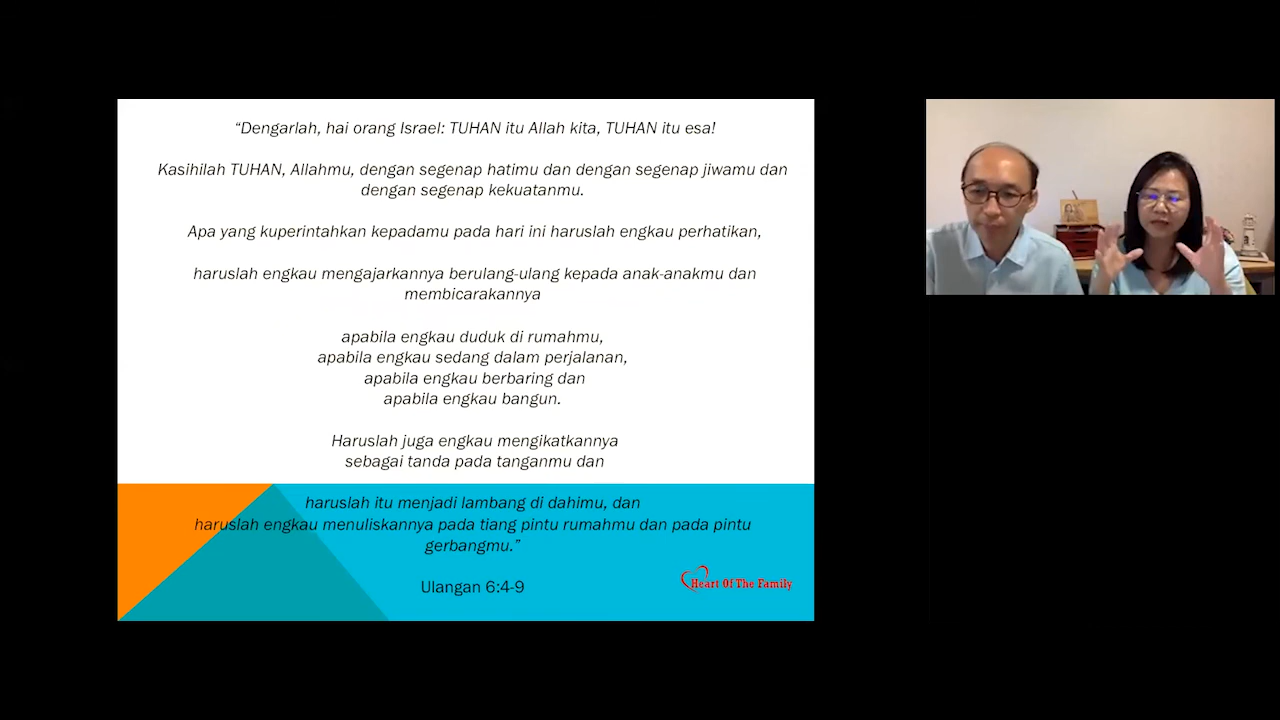 “Dengarlah, hai orang Israel: TUHAN itu Allah kita, TUHAN itu esa!
Kasihilah TUHAN, Allahmu, dengan segenap hatimu dan dengan segenap jiwamu dan
dengan segenap kekuatanmu.
Apa yang kuperintahkan kepadamu pada hari ini haruslah engkau perhatikan,
haruslah engkau mengajarkannya berulang-ulang kepada anak-anakmu dan
membicarakannya
apabila engkau duduk di rumahmu,
apabila engkau sedang dalam perjalanan,
apabila engkau berbaring dan
apabila engkau bangun.
Haruslah juga engkau mengikatkannya
sebagai tanda pada tanganmu dan
haruslah itu menjadi lambang di dahimu, dan
haruslah engkau menuliskannya pada tiang pintu rumahmu dan pada pintu
gerbangmu.”
Ulangan 6:4-9
Heart Of The Family